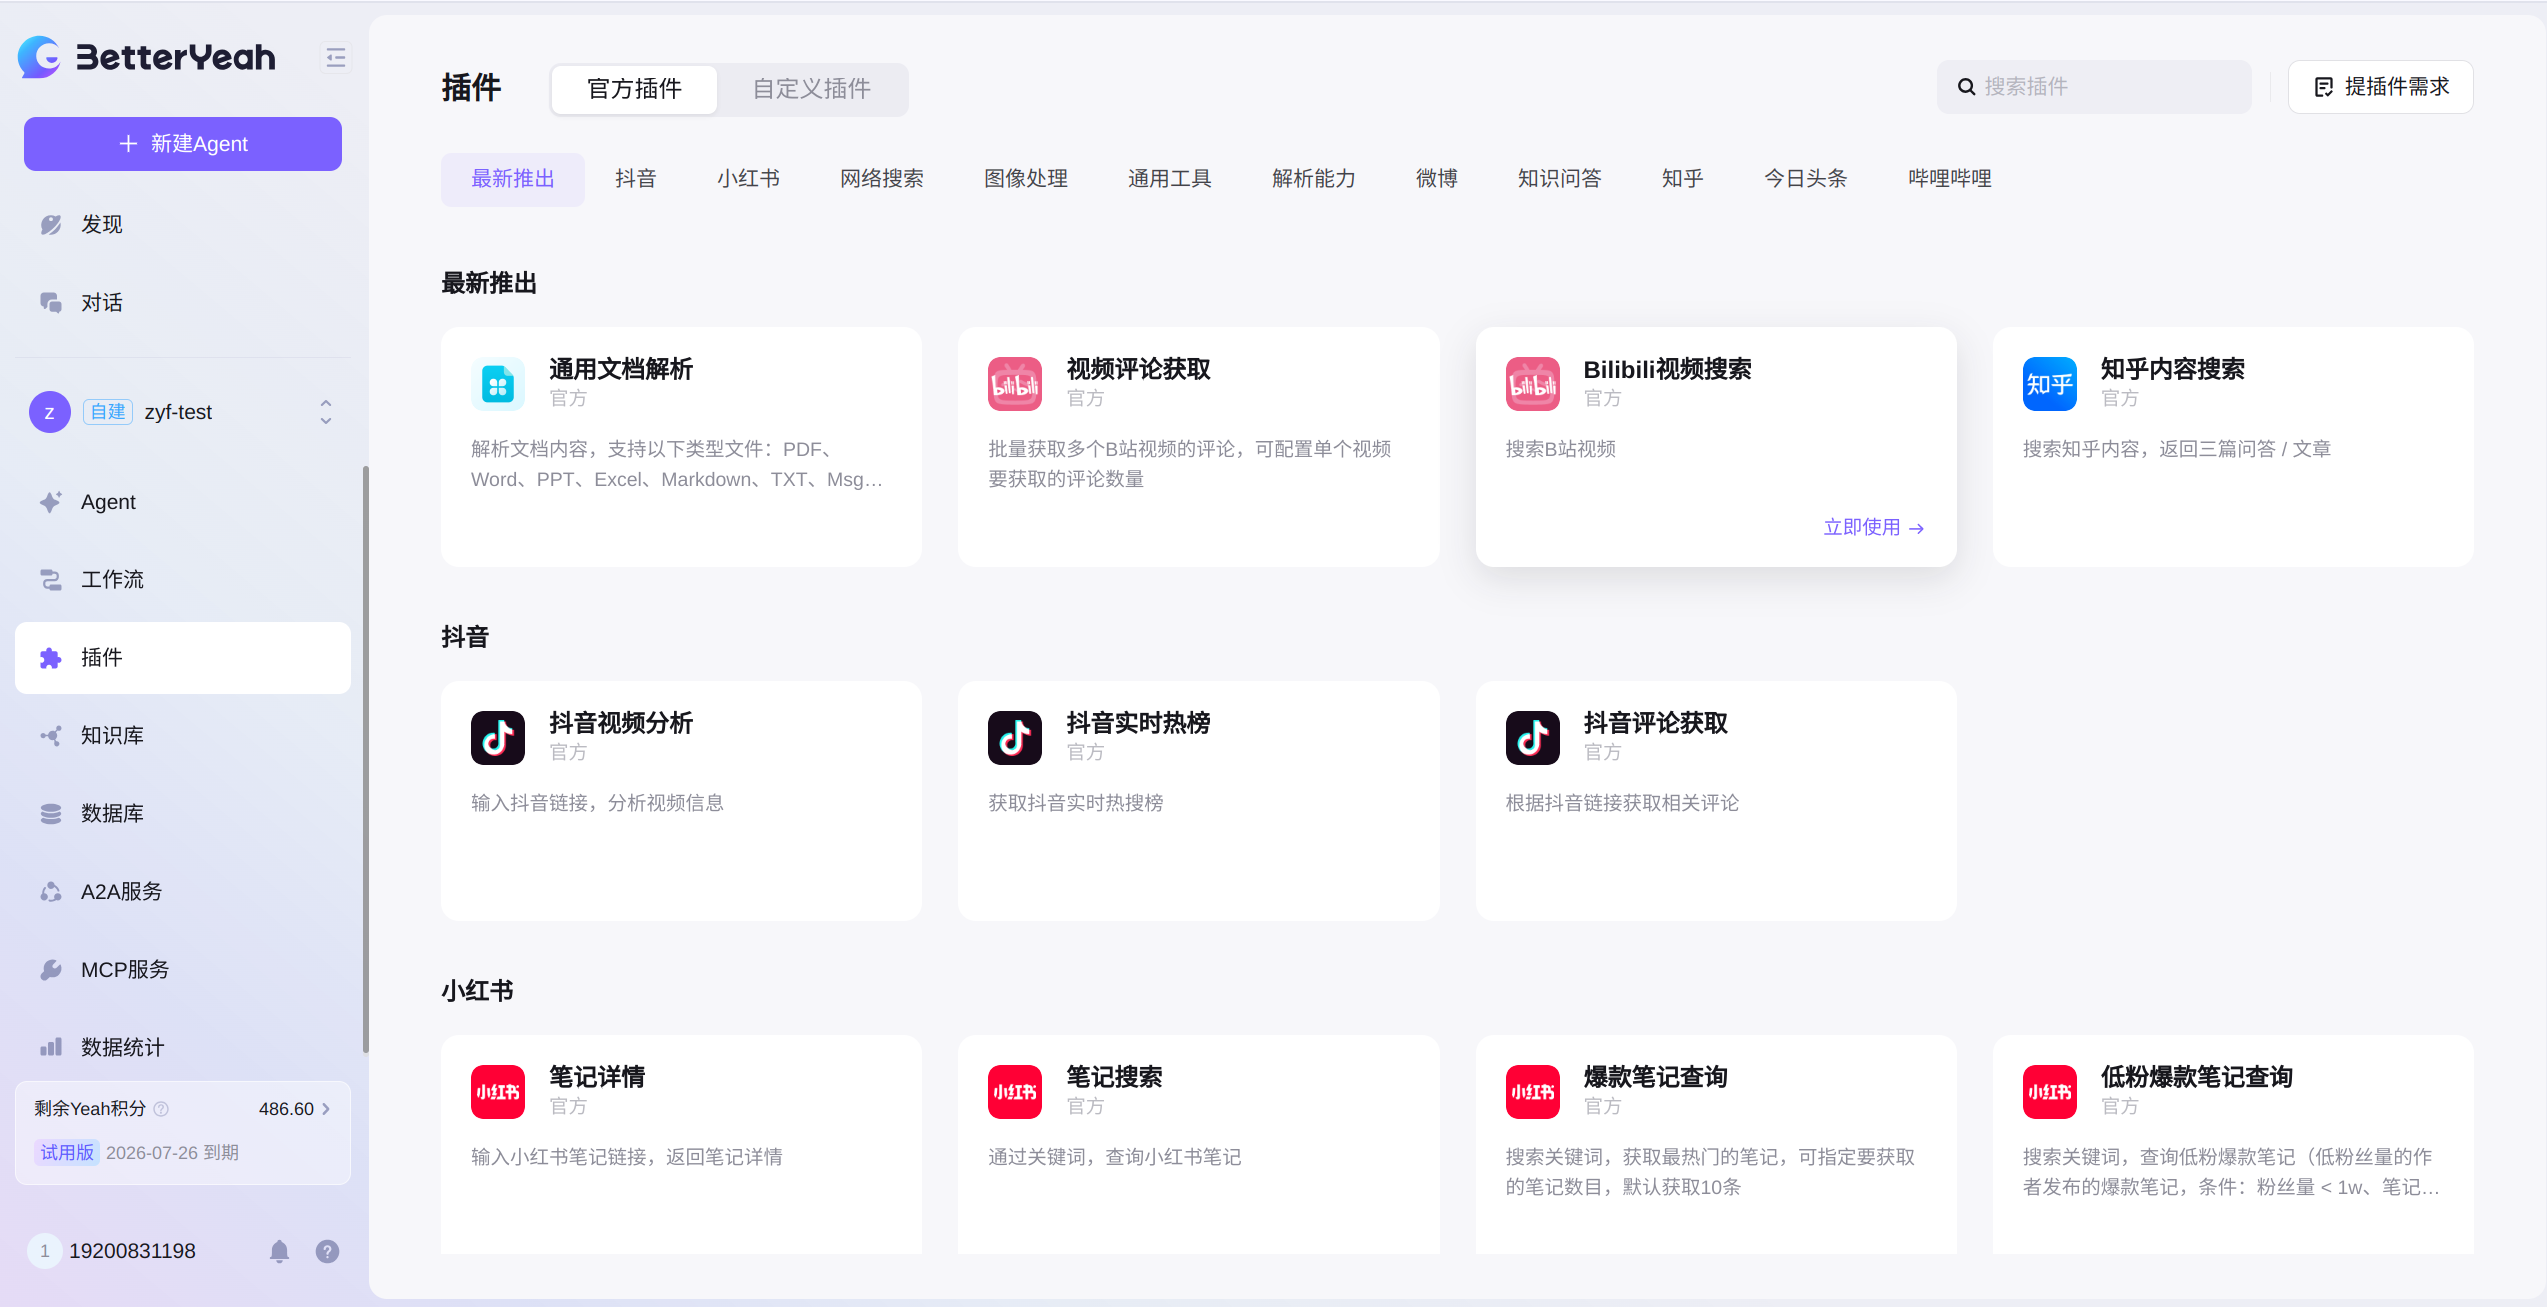 BetterYeah
新建Agent
发现
对话
z
自建
zyf-test
Agent
工作流
插件
知识库
数据库
A2A服务
MCP服务
数据统计
剩余Yeah积分
486.60
试用版 2026-07-26 到期
1
19200831198
插件
官方插件
自定义插件
搜索插件
提插件需求
最新推出
抖音
小红书
网络搜索
图像处理
通用工具
解析能力
微博
知识问答
知乎
今日头条
哔哩哔哩
最新推出
通用文档解析
官方
解析文档内容，支持以下类型文件：PDF、
Word、PPT、Excel、Markdown、TXT、Msg…
bilibili
视频评论获取
官方
批量获取多个B站视频的评论，可配置单个视频
要获取的评论数量
bilibili
Bilibili视频搜索
官方
搜索B站视频
立即使用
知乎
知乎内容搜索
官方
搜索知乎内容，返回三篇问答 / 文章
抖音
抖音视频分析
官方
输入抖音链接，分析视频信息
抖音实时热榜
官方
获取抖音实时热搜榜
抖音评论获取
官方
根据抖音链接获取相关评论
小红书
小红书
笔记详情
官方
输入小红书笔记链接，返回笔记详情
小红书
笔记搜索
官方
通过关键词，查询小红书笔记
小红书
爆款笔记查询
官方
搜索关键词，获取最热门的笔记，可指定要获取
的笔记数目，默认获取10条
小红书
低粉爆款笔记查询
官方
搜索关键词，查询低粉爆款笔记（低粉丝量的作
者发布的爆款笔记，条件：粉丝量 < 1w、笔记…